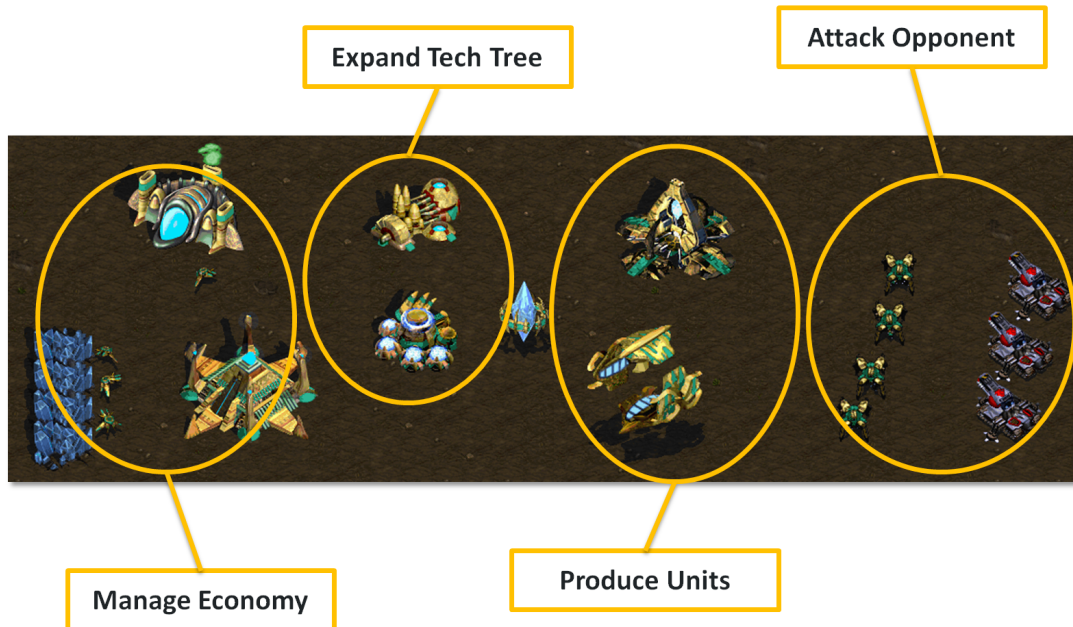 Attack Opponent
Expand Tech Tree
Produce Units
Manage Economy